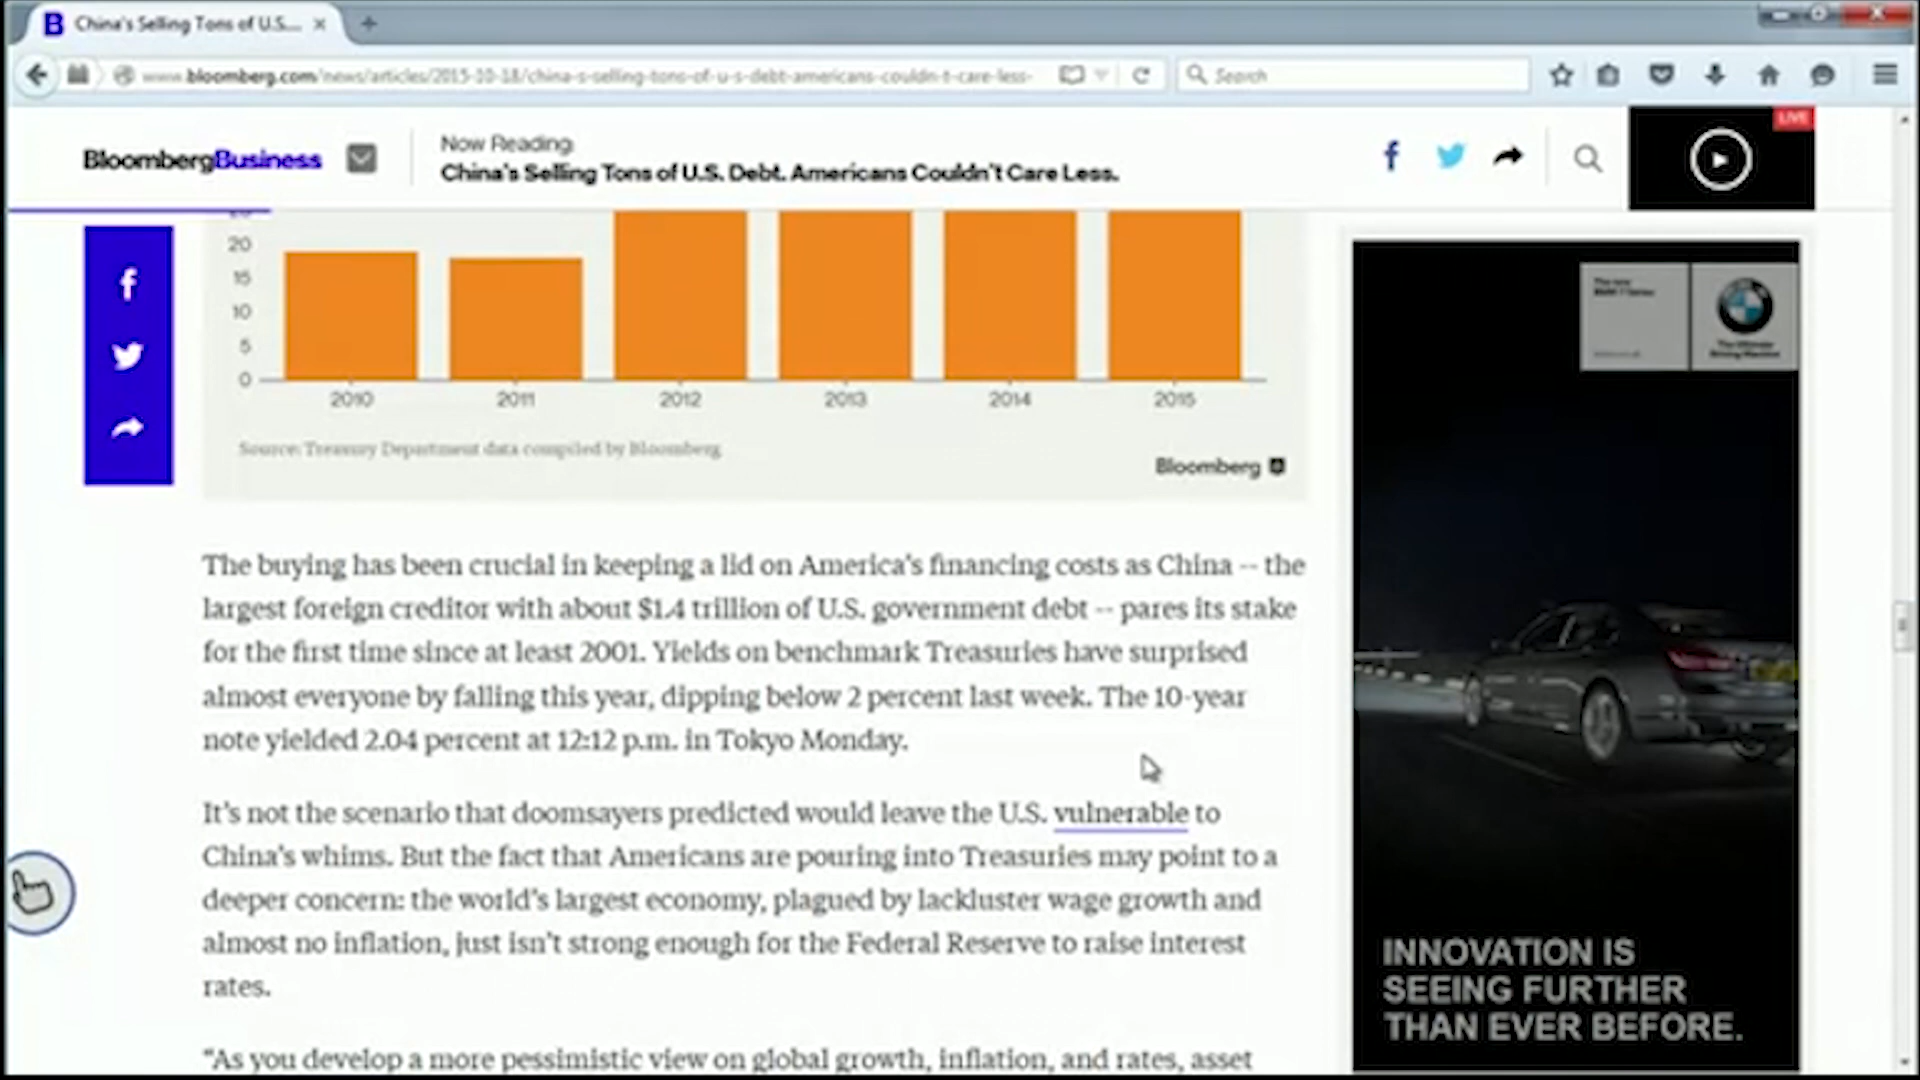 China's Selling Tons of U.S....
www.bloomberg.com/news/articles/2015-10-18/china-s-selling-tons-of-u-s-debt-americans-couldn-t-care-less-
Search
BloombergBusiness
Now Reading
China's Selling Tons of U.S. Debt. Americans Couldn't Care Less.
LIVE
20
15
10
5
0
2010 2011 2012 2013 2014 2015
Source: Treasury Department data compiled by Bloomberg
Bloomberg
The buying has been crucial in keeping a lid on America's financing costs as China -- the
largest foreign creditor with about $1.4 trillion of U.S. government debt -- pares its stake
for the first time since at least 2001. Yields on benchmark Treasuries have surprised
almost everyone by falling this year, dipping below 2 percent last week. The 10-year
note yielded 2.04 percent at 12:12 p.m. in Tokyo Monday.
It's not the scenario that doomsayers predicted would leave the U.S. vulnerable to
China's whims. But the fact that Americans are pouring into Treasuries may point to a
deeper concern: the world's largest economy, plagued by lackluster wage growth and
almost no inflation, just isn't strong enough for the Federal Reserve to raise interest
rates.
“As you develop a more pessimistic view on global growth, inflation, and rates, asset
The new
BMW 7 Series
The Ultimate
Driving Machine
INNOVATION IS
SEEING FURTHER
THAN EVER BEFORE.